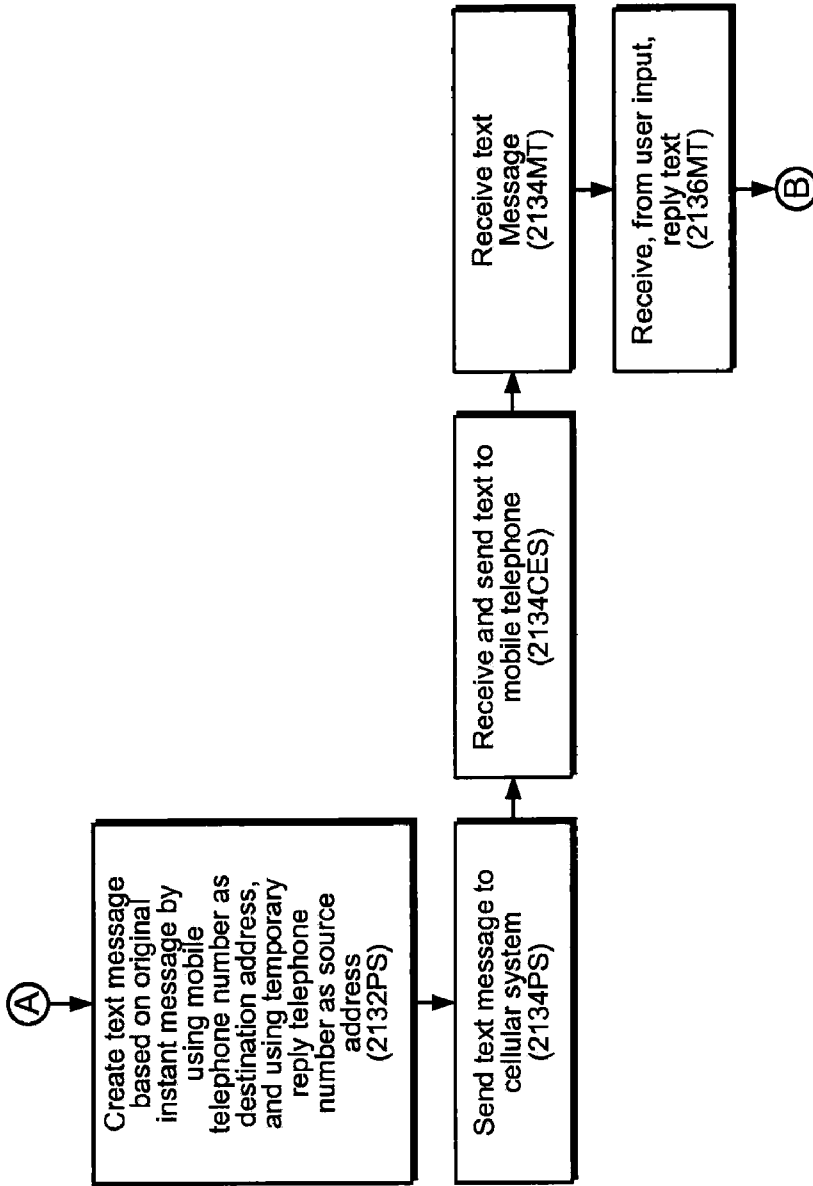 A
Create text message
based on original
instant message by
using mobile
telephone number as
destination address,
and using temporary
reply telephone
number as source
address
(2132PS)
Send text message to
cellular system
(2134PS)
Receive and send text to
mobile telephone
(2134CES)
Receive text
Message
(2134MT)
Receive, from user input,
reply text
(2136MT)
B